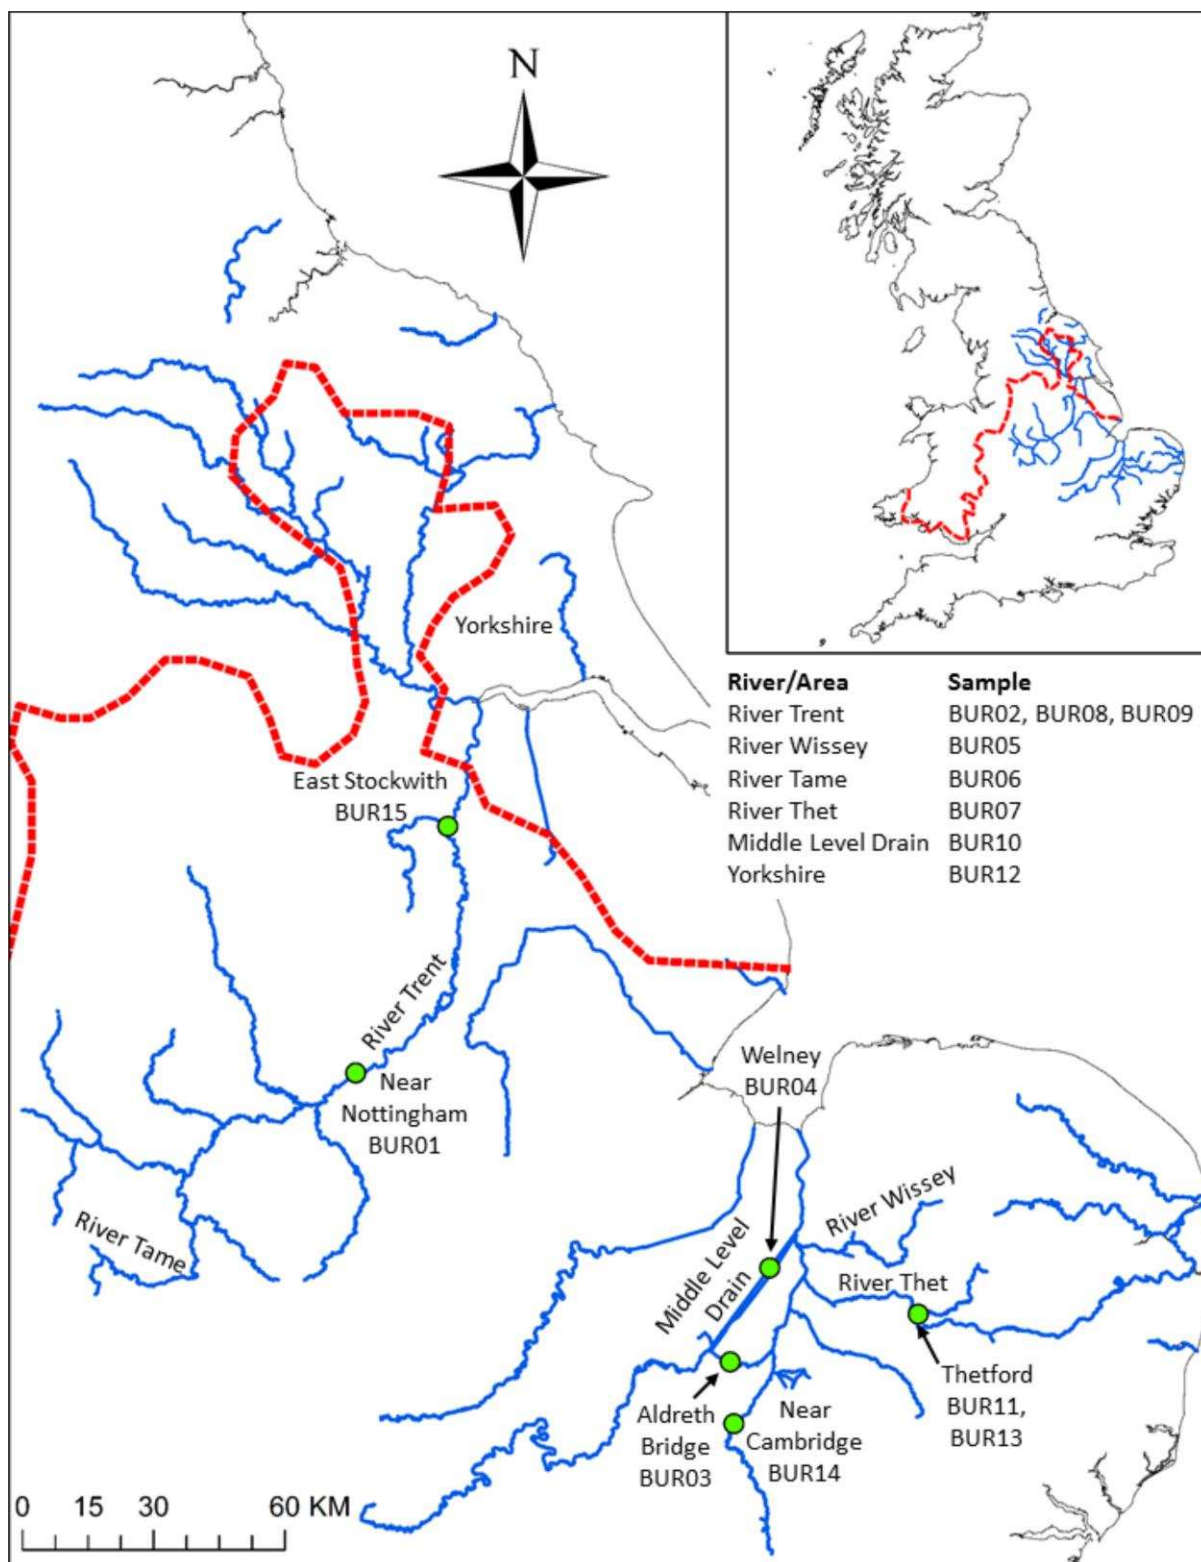 N
Yorkshire
River/Area Sample
River Trent BUR02, BUR08, BUR09
River Wissey BUR05
River Tame BUR06
River Thet BUR07
Middle Level Drain BUR10
Yorkshire BUR12
East Stockwith
BUR15
River Trent
Near
Nottingham
BUR01
River Tame
Welney
BUR04
River Wissey
Middle Level
Drain
River Thet
Thetford
BUR11,
BUR13
Aldreth
Bridge
BUR03
Near
Cambridge
BUR14
0 15 30 60 KM